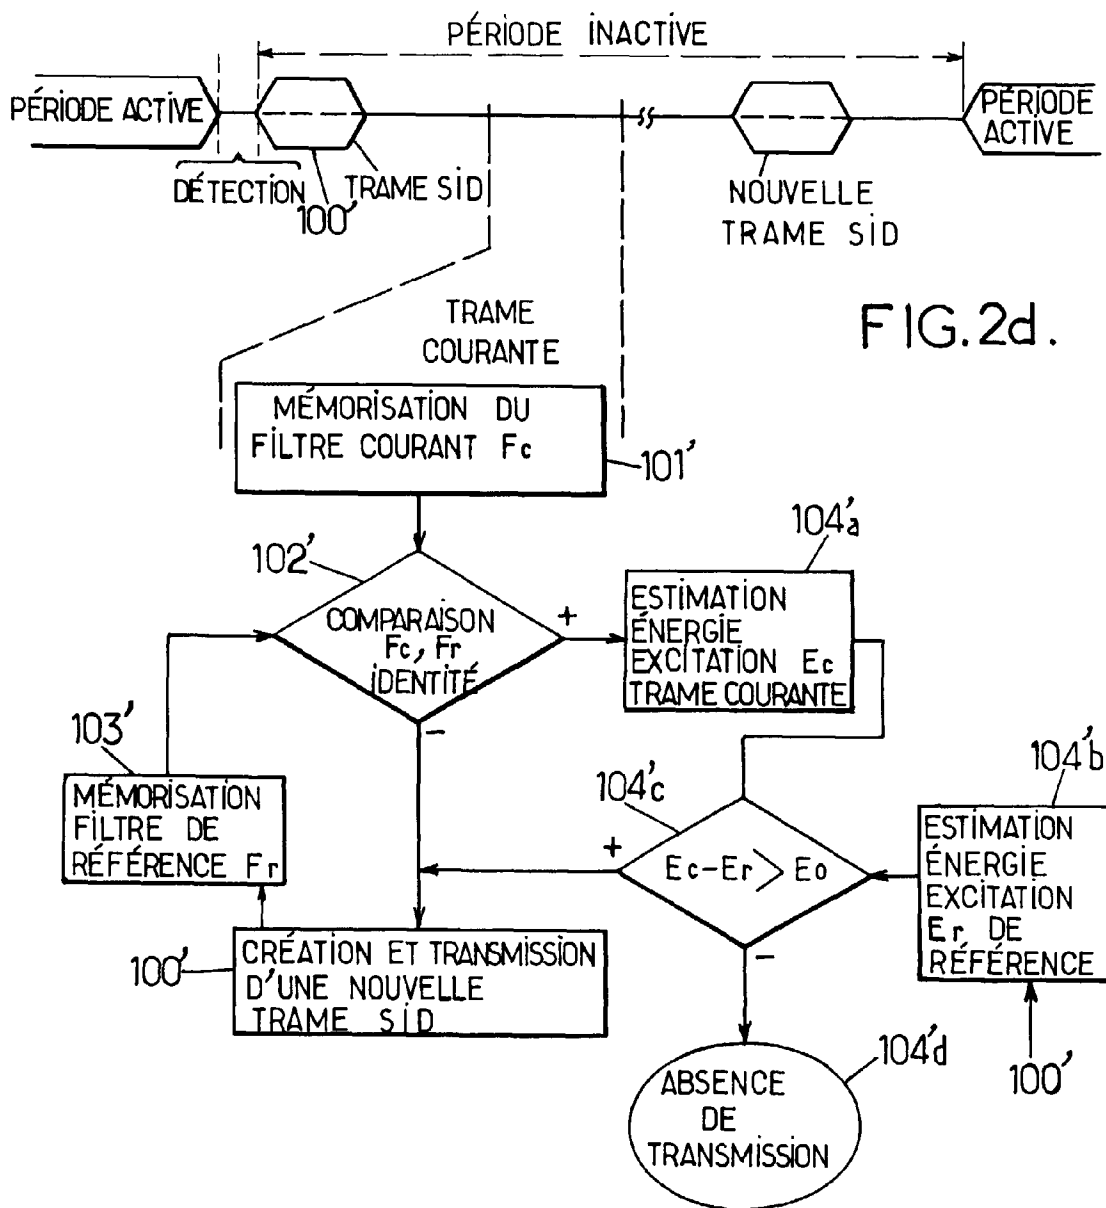 PÉRIODE INACTIVE
PÉRIODE ACTIVE
PÉRIODE
ACTIVE
DÉTECTION
100'
TRAME SID
NOUVELLE
TRAME SID
FIG. 2d.
TRAME
COURANTE
MÉMORISATION DU
FILTRE COURANT Fc
101'
102'
COMPARAISON
Fc, Fr
IDENTITÉ
+
-
104'a
ESTIMATION
ÉNERGIE
EXCITATION Ec
TRAME COURANTE
103'
MÉMORISATION
FILTRE DE
RÉFÉRENCE Fr
104'c
+
Ec-Er > Eo
-
104'b
ESTIMATION
ÉNERGIE
EXCITATION
Er DE
RÉFÉRENCE
100'
100'
CRÉATION ET TRANSMISSION
D'UNE NOUVELLE
TRAME SID
104'd
ABSENCE
DE
TRANSMISSION